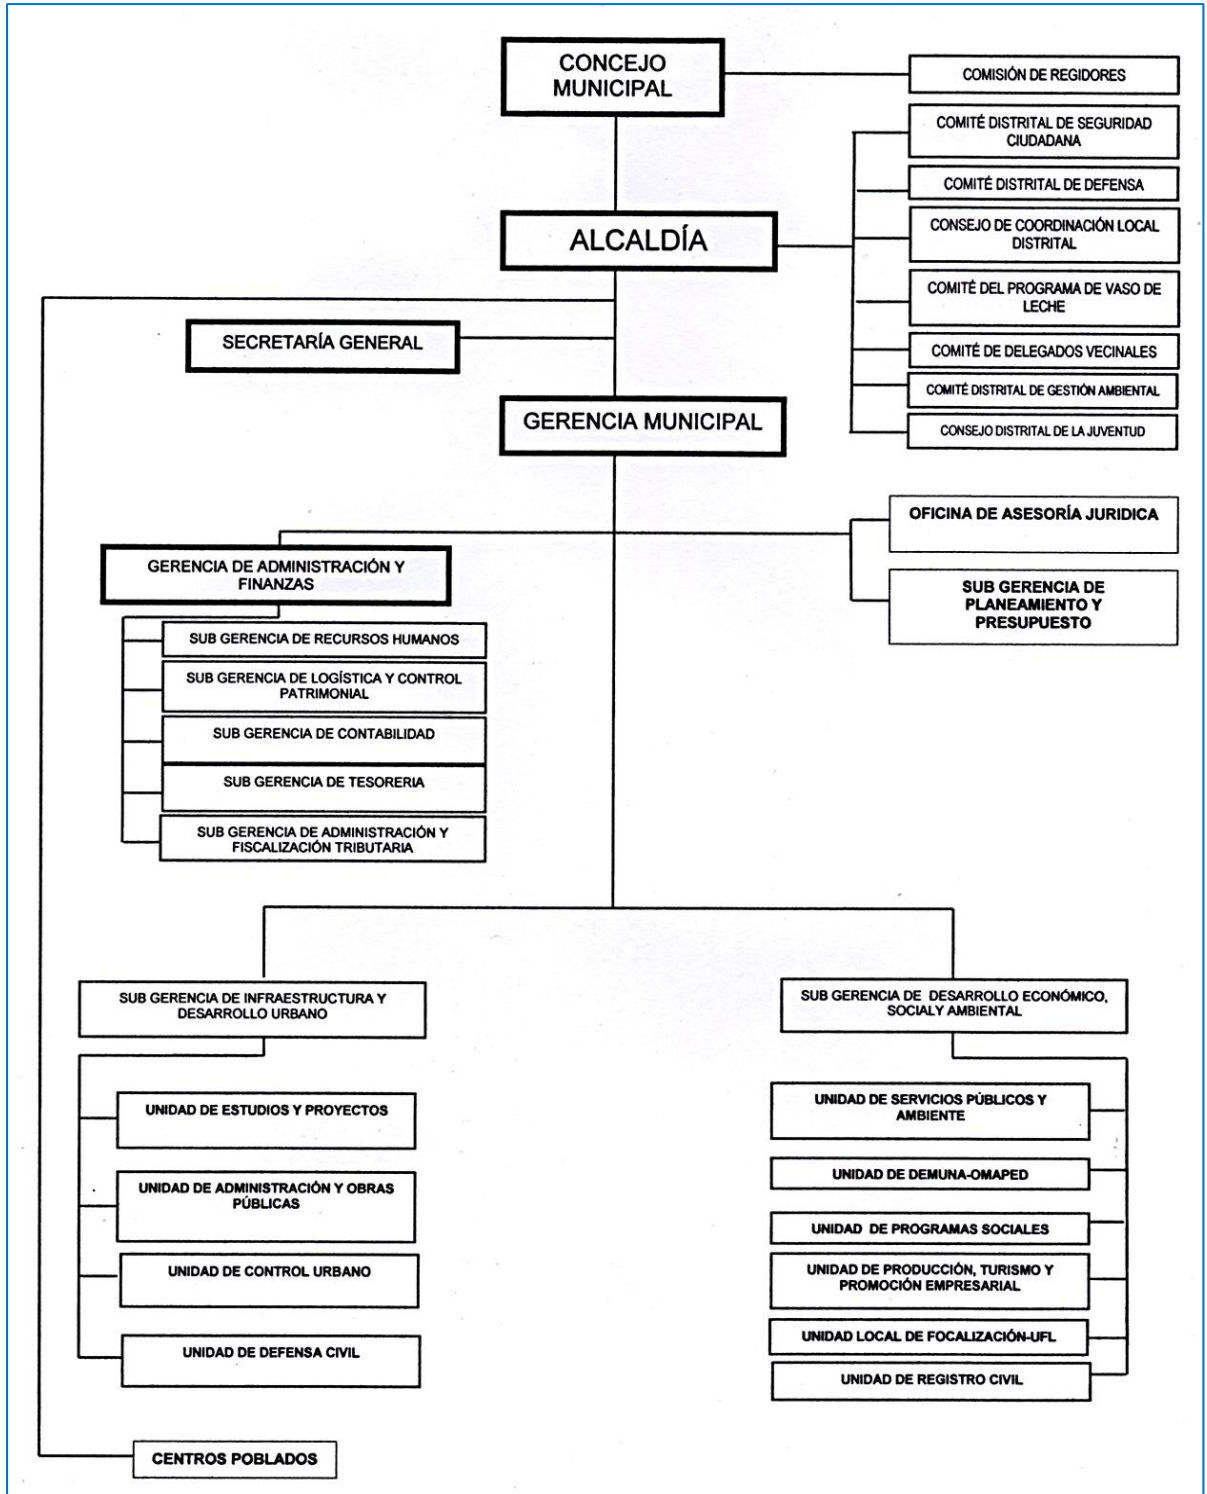 CONCEJO
MUNICIPAL
COMISIÓN DE REGIDORES
COMITÉ DISTRITAL DE SEGURIDAD
CIUDADANA
COMITÉ DISTRITAL DE DEFENSA
CONSEJO DE COORDINACIÓN LOCAL
DISTRITAL
COMITÉ DEL PROGRAMA DE VASO DE
LECHE
COMITÉ DE DELEGADOS VECINALES
COMITÉ DISTRITAL DE GESTIÓN AMBIENTAL
CONSEJO DISTRITAL DE LA JUVENTUD
ALCALDÍA
SECRETARÍA GENERAL
GERENCIA MUNICIPAL
OFICINA DE ASESORÍA JURIDICA
SUB GERENCIA DE
PLANEAMIENTO Y
PRESUPUESTO
GERENCIA DE ADMINISTRACIÓN Y
FINANZAS
SUB GERENCIA DE RECURSOS HUMANOS
SUB GERENCIA DE LOGÍSTICA Y CONTROL
PATRIMONIAL
SUB GERENCIA DE CONTABILIDAD
SUB GERENCIA DE TESORERIA
SUB GERENCIA DE ADMINISTRACIÓN Y
FISCALIZACIÓN TRIBUTARIA
SUB GERENCIA DE INFRAESTRUCTURA Y
DESARROLLO URBANO
UNIDAD DE ESTUDIOS Y PROYECTOS
UNIDAD DE ADMINISTRACIÓN Y OBRAS
PÚBLICAS
UNIDAD DE CONTROL URBANO
UNIDAD DE DEFENSA CIVIL
SUB GERENCIA DE DESARROLLO ECONÓMICO,
SOCIALY AMBIENTAL
UNIDAD DE SERVICIOS PÚBLICOS Y
AMBIENTE
UNIDAD DE DEMUNA-OMAPED
UNIDAD DE PROGRAMAS SOCIALES
UNIDAD DE PRODUCCIÓN, TURISMO Y
PROMOCIÓN EMPRESARIAL
UNIDAD LOCAL DE FOCALIZACIÓN-UFL
UNIDAD DE REGISTRO CIVIL
CENTROS POBLADOS